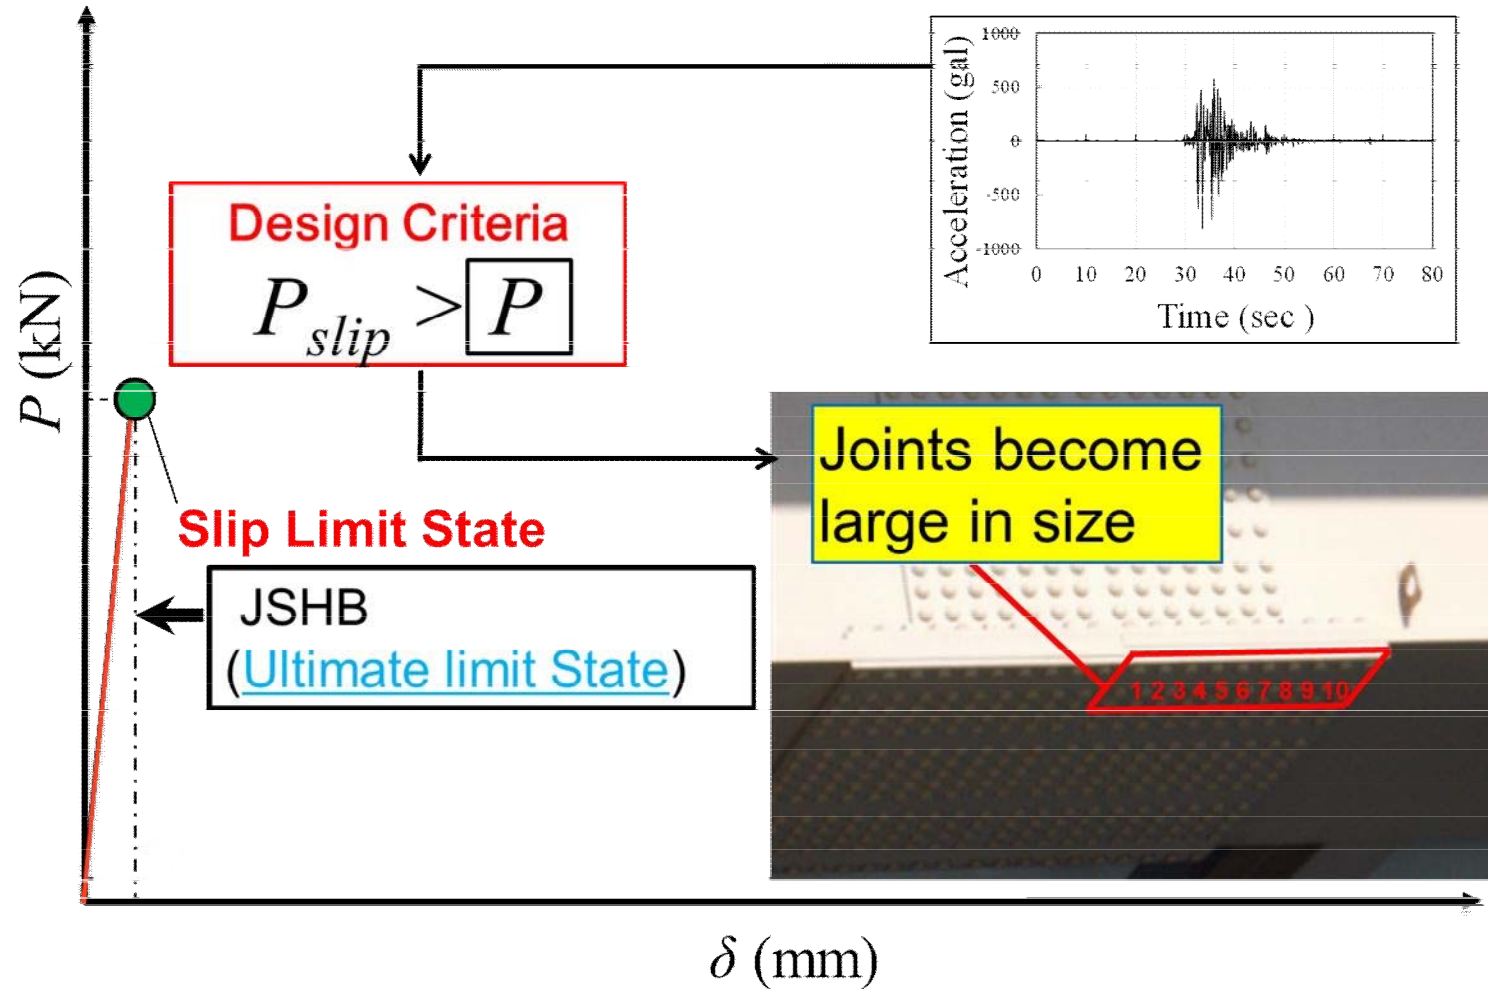 Acceleration (gal)
1000
500
0
-500
-1000
0 10 20 30 40 50 60 70 80
Time (sec )
Design Criteria
P slip > P
P (kN)
Slip Limit State
JSHB
(Ultimate limit State)
Joints become
large in size
1 2 3 4 5 6 7 8 9 10
δ (mm)